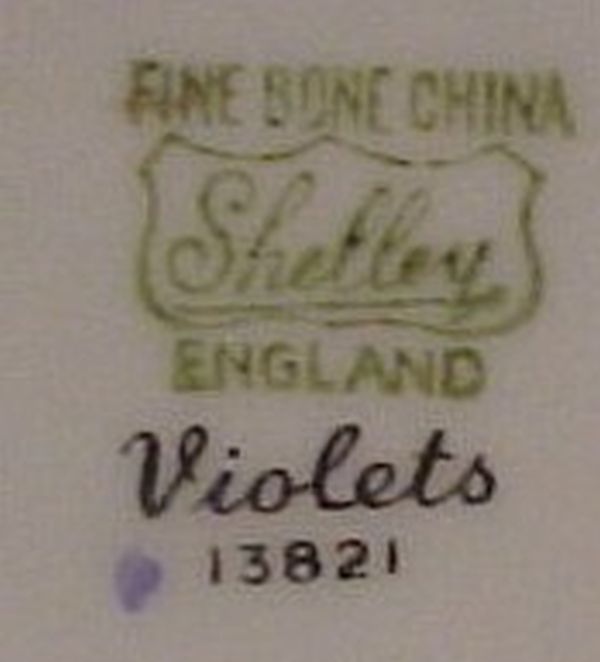 FINE BONE CHINA
Shelley
ENGLAND
Violets
13821